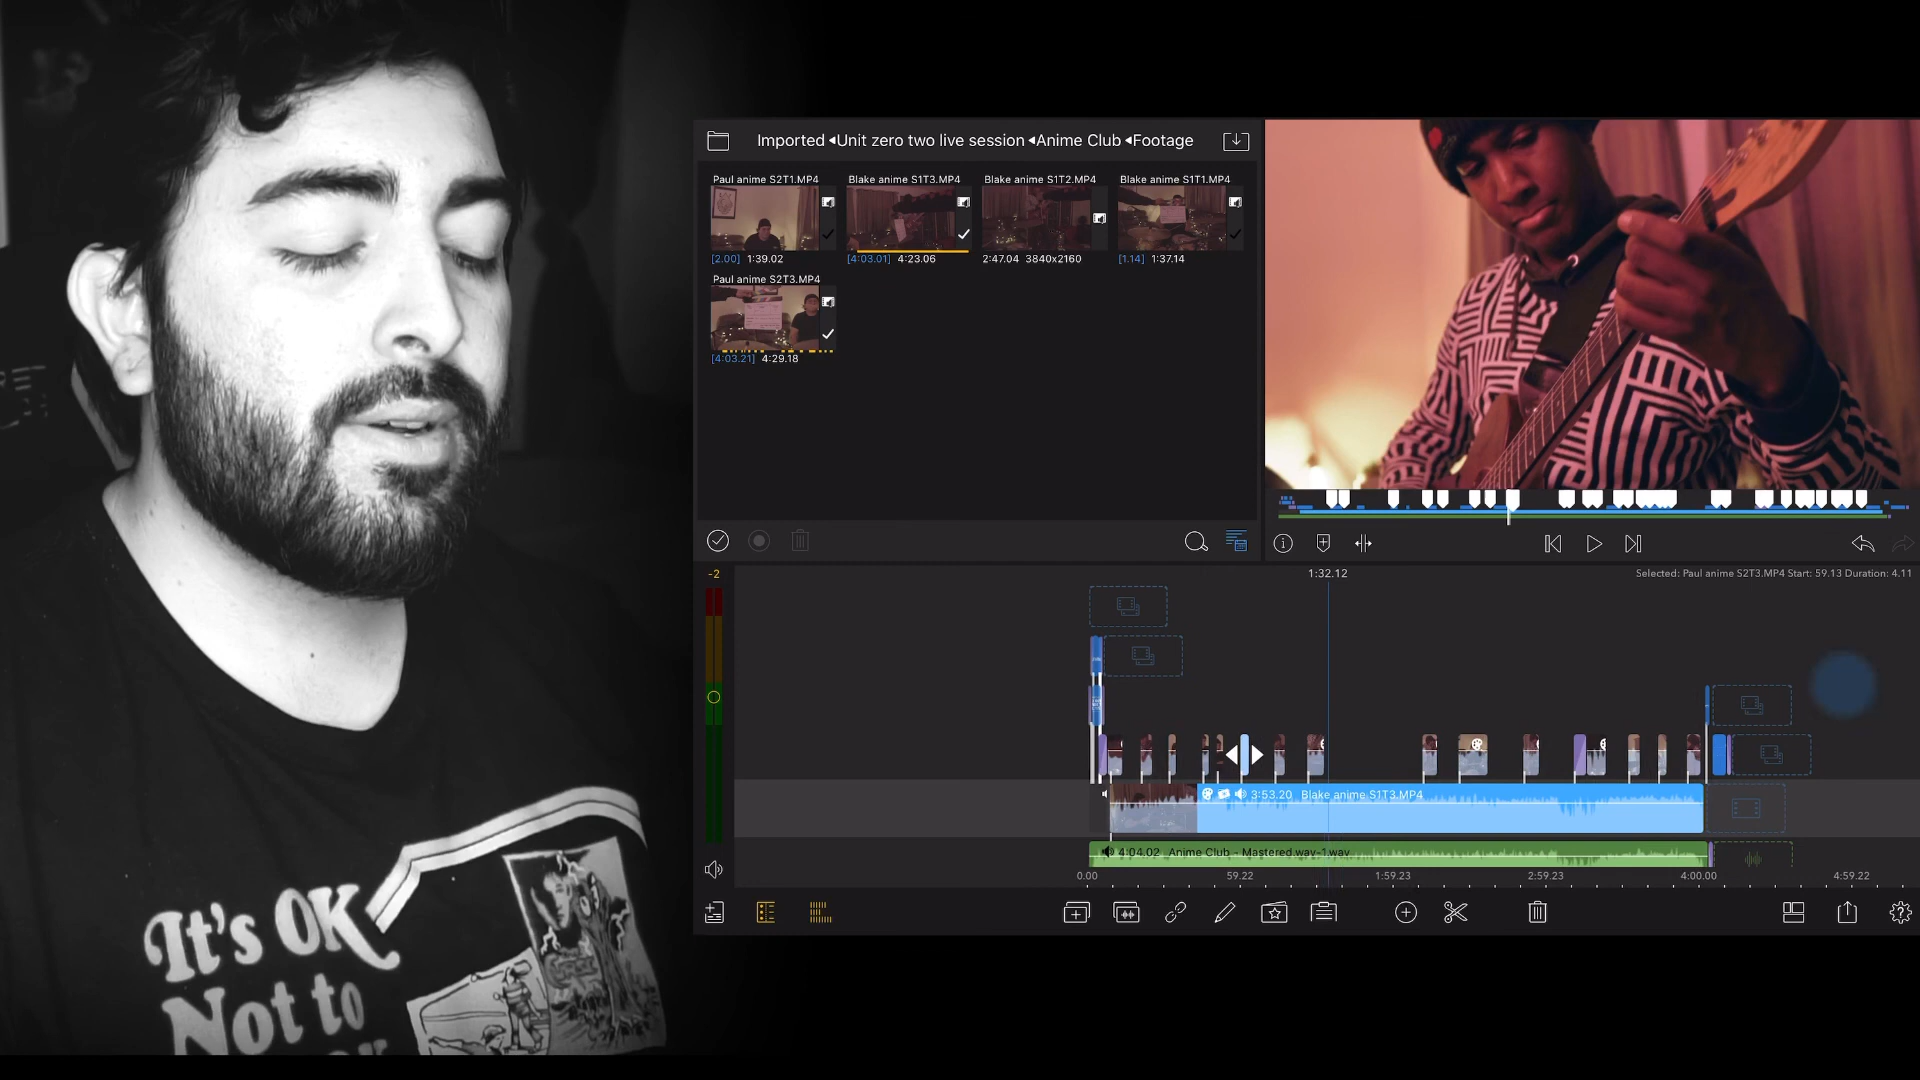 Imported ◂Unit zero two live session ◂Anime Club ◂Footage
Paul anime S2T1.MP4
Blake anime S1T3.MP4
Blake anime S1T2.MP4
Blake anime S1T1.MP4
[2.00] 1:39.02
[4:03.01] 4:23.06
2:47.04 3840x2160
[1.14] 1:37.14
Paul anime S2T3.MP4
[4:03.21] 4:29.18
-2
1:32.12
Selected: Paul anime S2T3.MP4 Start: 59.13 Duration: 4.11
3:53.20 Blake anime S1T3.MP4
4:04.02 Anime Club - Mastered.wav-1.wav
0.00
59.22
1:59.23
2:59.23
4:00.00
4:59.22
It's OK
Not to